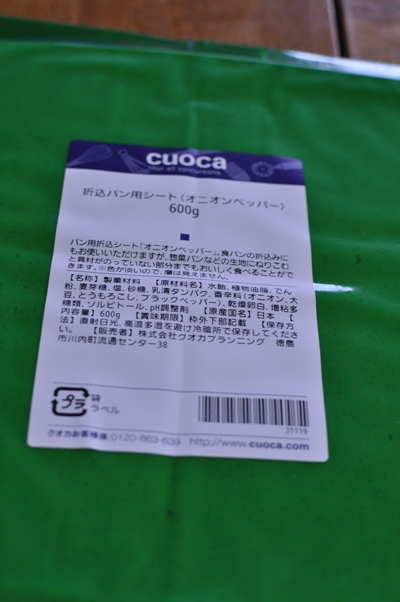 cuoca
for all epicureans
折込パン用シート(オニオンペッパー)
600g
パン用折込シート「オニオンペッパー」。食パンの折込みに
もお使いいただけますが、惣菜パンなどの生地にねりこむ
と具材がのっていない部分までもおいしく食べることがで
きます。※色が淡いので、層は見えません。
【名称】製菓材料 【原材料名】水飴、植物油脂、でん
粉、麦芽糖、塩、砂糖、乳清タンパク、香辛料(オニオン、大
豆、とうもろこし、ブラックペッパー)、乾燥卵白、増粘多
糖類、ソルビトール、pH調整剤 【原産国名】日本 【
内容量】600g 【賞味期限】枠外下部記載 【保存方
法】直射日光、高温多湿を避け冷暗所で保存してくださ
い。 【販売者】株式会社クオカプランニング 徳島
市川内町流通センター38
プラ
袋
ラベル
21119
クオカお客様係:0120-863-639 http://www.cuoca.com